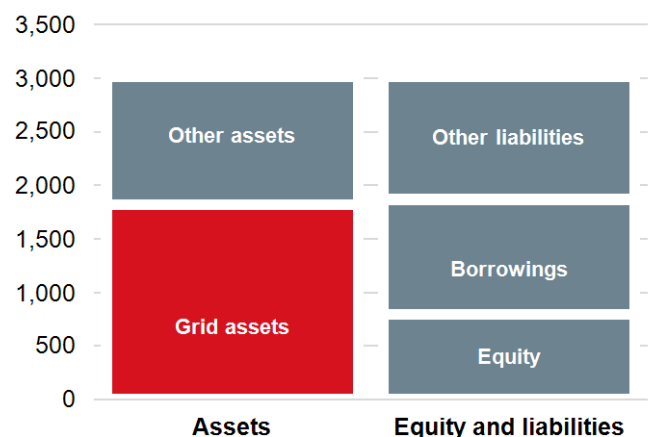 3,500
3,000
2,500
2,000
1,500
1,000
500
0
Other assets
Other liabilities
Borrowings
Grid assets
Equity
Assets
Equity and liabilities